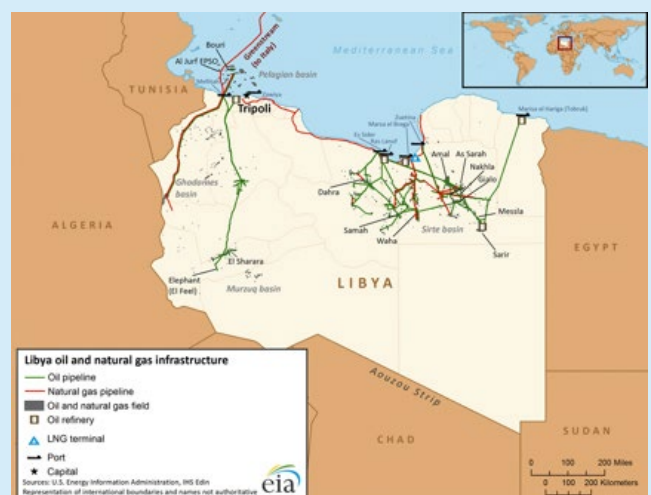 Bouri
Al Jurf FPSO
Mellitah
Greenstream
(to Italy)
Mediterranean Sea
Pelagian basin
TUNISIA
Zawiya
Tripoli
Zueitina
Marsa el Brega
Es Sider
Ras Lanuf
Marsa el Hariga (Tobruk)
Ghadames
basin
Amal
As Sarah
Nakhla
Gialo
Dahra
ALGERIA
Messla
Samah
Waha
Sirte basin
Sarir
EGYPT
El Sharara
Elephant
(El Feel)
Murzuq basin
LIBYA
Aouzou Strip
CHAD
SUDAN
Libya oil and natural gas infrastructure
Oil pipeline
Natural gas pipeline
Oil and natural gas field
Oil refinery
LNG terminal
Port
Capital
Sources: U.S. Energy Information Administration, IHS Edin
Representation of international boundaries and names not authoritative
eia
0 100 200 Miles
0 100 200 Kilometers